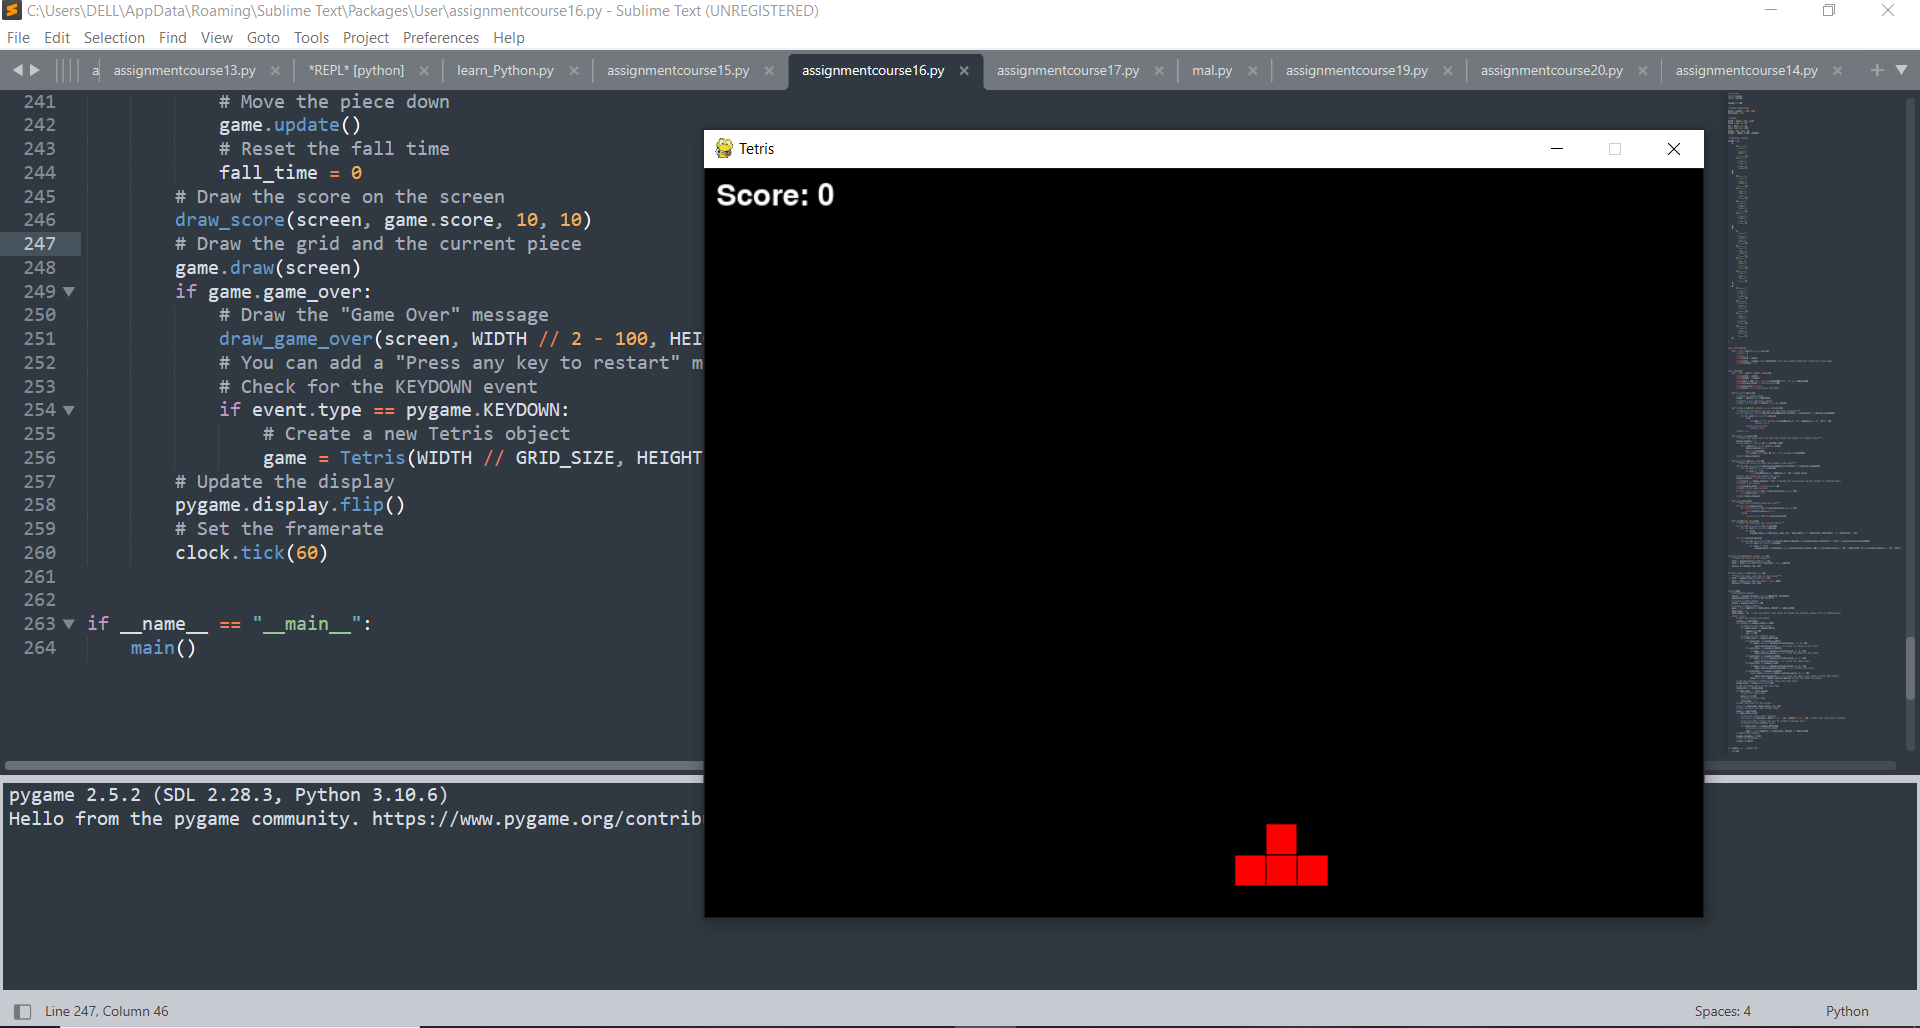 C:\Users\DELL\AppData\Roaming\Sublime Text\Packages\User\assignmentcourse16.py - Sublime Text (UNREGISTERED)
File Edit Selection Find View Goto Tools Project Preferences Help
a assignmentcourse13.py *REPL* [python] learn_Python.py assignmentcourse15.py assignmentcourse16.py assignmentcourse17.py mal.py assignmentcourse19.py assignmentcourse20.py assignmentcourse14.py
241 # Move the piece down
242 game.update()
243 # Reset the fall time
244 fall_time = 0
245 # Draw the score on the screen
246 draw_score(screen, game.score, 10, 10)
247 # Draw the grid and the current piece
248 game.draw(screen)
249 if game.game_over:
250 # Draw the "Game Over" message
251 draw_game_over(screen, WIDTH // 2 - 100, HEI
252 # You can add a "Press any key to restart" m
253 # Check for the KEYDOWN event
254 if event.type == pygame.KEYDOWN:
255 # Create a new Tetris object
256 game = Tetris(WIDTH // GRID_SIZE, HEIGHT
257 # Update the display
258 pygame.display.flip()
259 # Set the framerate
260 clock.tick(60)
261
262
263 if __name__ == "__main__":
264 main()
Tetris
Score: 0
pygame 2.5.2 (SDL 2.28.3, Python 3.10.6)
Hello from the pygame community. https://www.pygame.org/contrib
Line 247, Column 46 Spaces: 4 Python